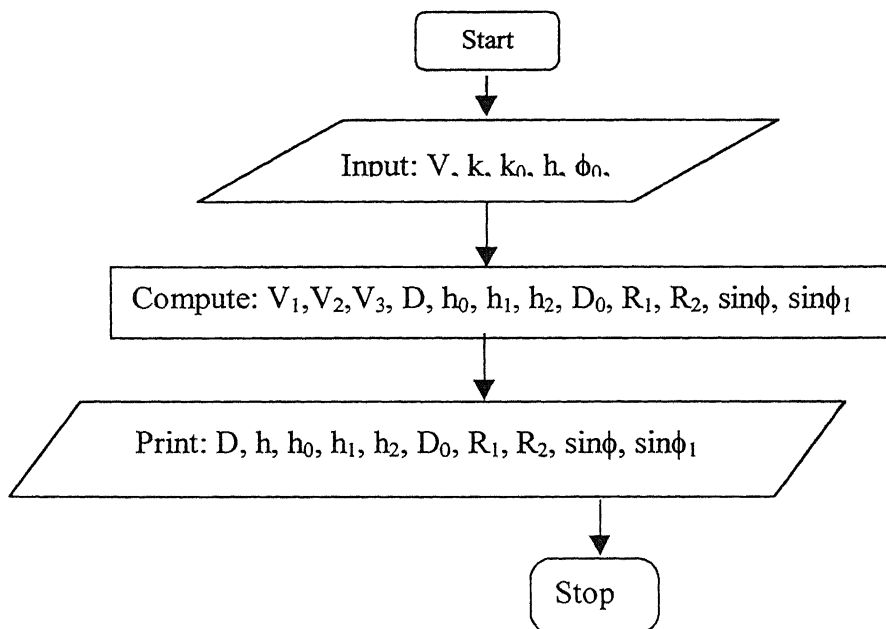 Start
Input: V, k, k₀, h, ϕ₀,
Compute: V₁,V₂,V₃, D, h₀, h₁, h₂, D₀, R₁, R₂, sinϕ, sinϕ₁
Print: D, h, h₀, h₁, h₂, D₀, R₁, R₂, sinϕ, sinϕ₁
Stop